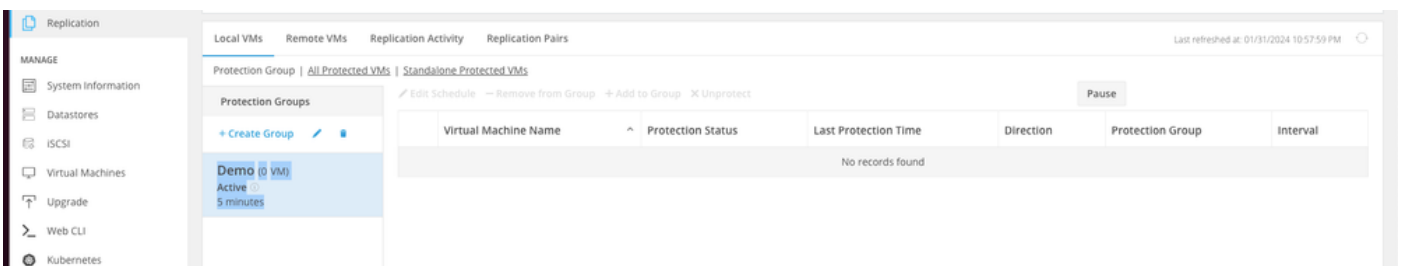 Replication
MANAGE
System Information
Datastores
iSCSI
Virtual Machines
Upgrade
Web CLI
Kubernetes
Local VMs Remote VMs Replication Activity Replication Pairs
Last refreshed at: 01/31/2024 10:57:59 PM
Protection Group | All Protected VMs | Standalone Protected VMs
Protection Groups
+ Create Group
Demo (0 VM)
Active
5 minutes
Edit Schedule — Remove from Group + Add to Group X Unprotect
Pause
Virtual Machine Name Protection Status Last Protection Time Direction Protection Group Interval
No records found